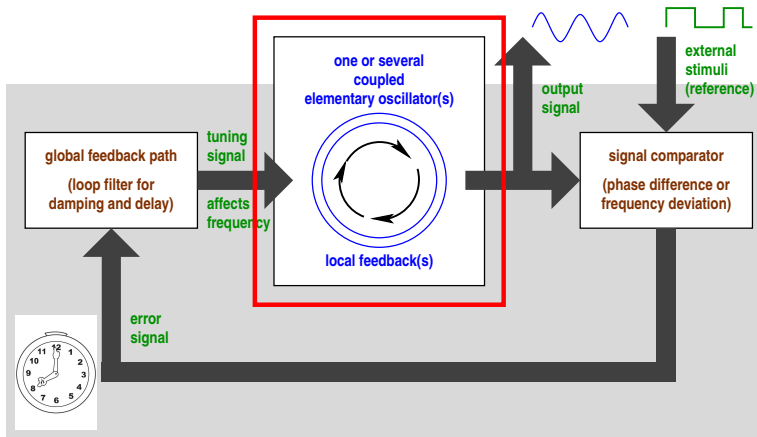 one or several
coupled
elementary oscillator(s)
local feedback(s)
output
signal
external
stimuli
(reference)
tuning
signal
affects
frequency
global feedback path
(loop filter for
damping and delay)
signal comparator
(phase difference or
frequency deviation)
error
signal
12
1
2
3
4
5
6
7
8
9
10
11